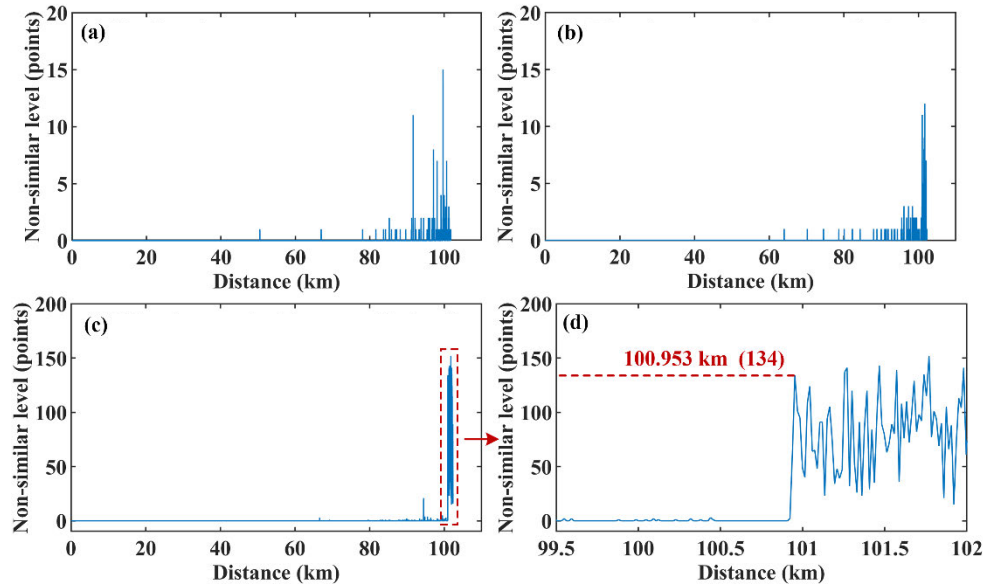 (a)
Non-similar level (points)
20
15
10
5
0
0 20 40 60 80 100
Distance (km)
(b)
Non-similar level (points)
20
15
10
5
0
0 20 40 60 80 100
Distance (km)
(c)
Non-similar level (points)
200
150
100
50
0
0 20 40 60 80 100
Distance (km)
(d)
Non-similar level (points)
200
150
100
50
0
100.953 km (134)
99.5 100 100.5 101 101.5 102
Distance (km)